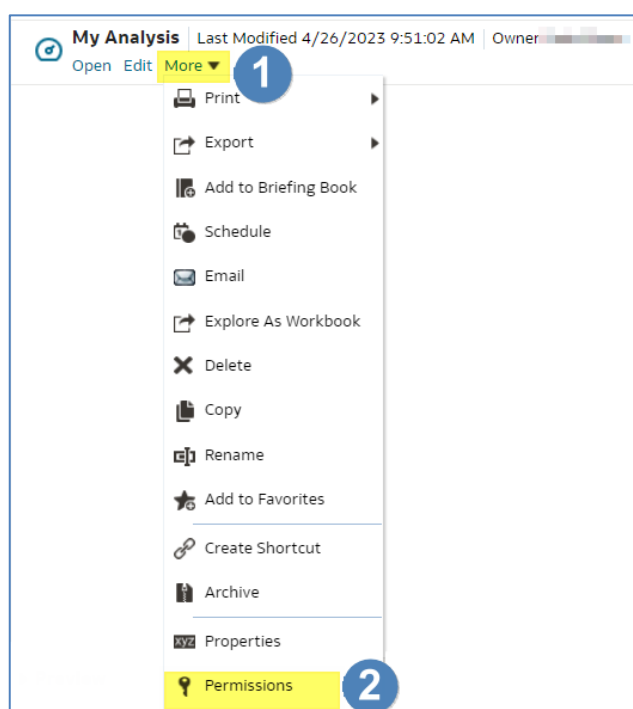 My Analysis Last Modified 4/26/2023 9:51:02 AM Owner
Open Edit More ▼ 1
Print
Export
Add to Briefing Book
Schedule
Email
Explore As Workbook
Delete
Copy
Rename
Add to Favorites
Create Shortcut
Archive
xyz Properties
Permissions 2